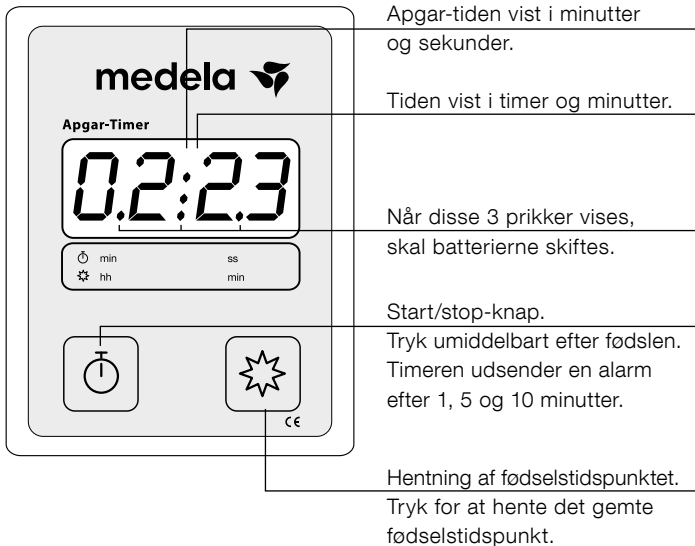 Apgar-tiden vist i minutter
og sekunder.
medela
Tiden vist i timer og minutter.
Apgar-Timer
0.2:2.3
Når disse 3 prikker vises,
skal batterierne skiftes.
min ss
hh min
Start/stop-knap.
Tryk umiddelbart efter fødslen.
Timeren udsender en alarm
efter 1, 5 og 10 minutter.
CE
Hentning af fødselstidspunktet.
Tryk for at hente det gemte
fødselstidspunkt.